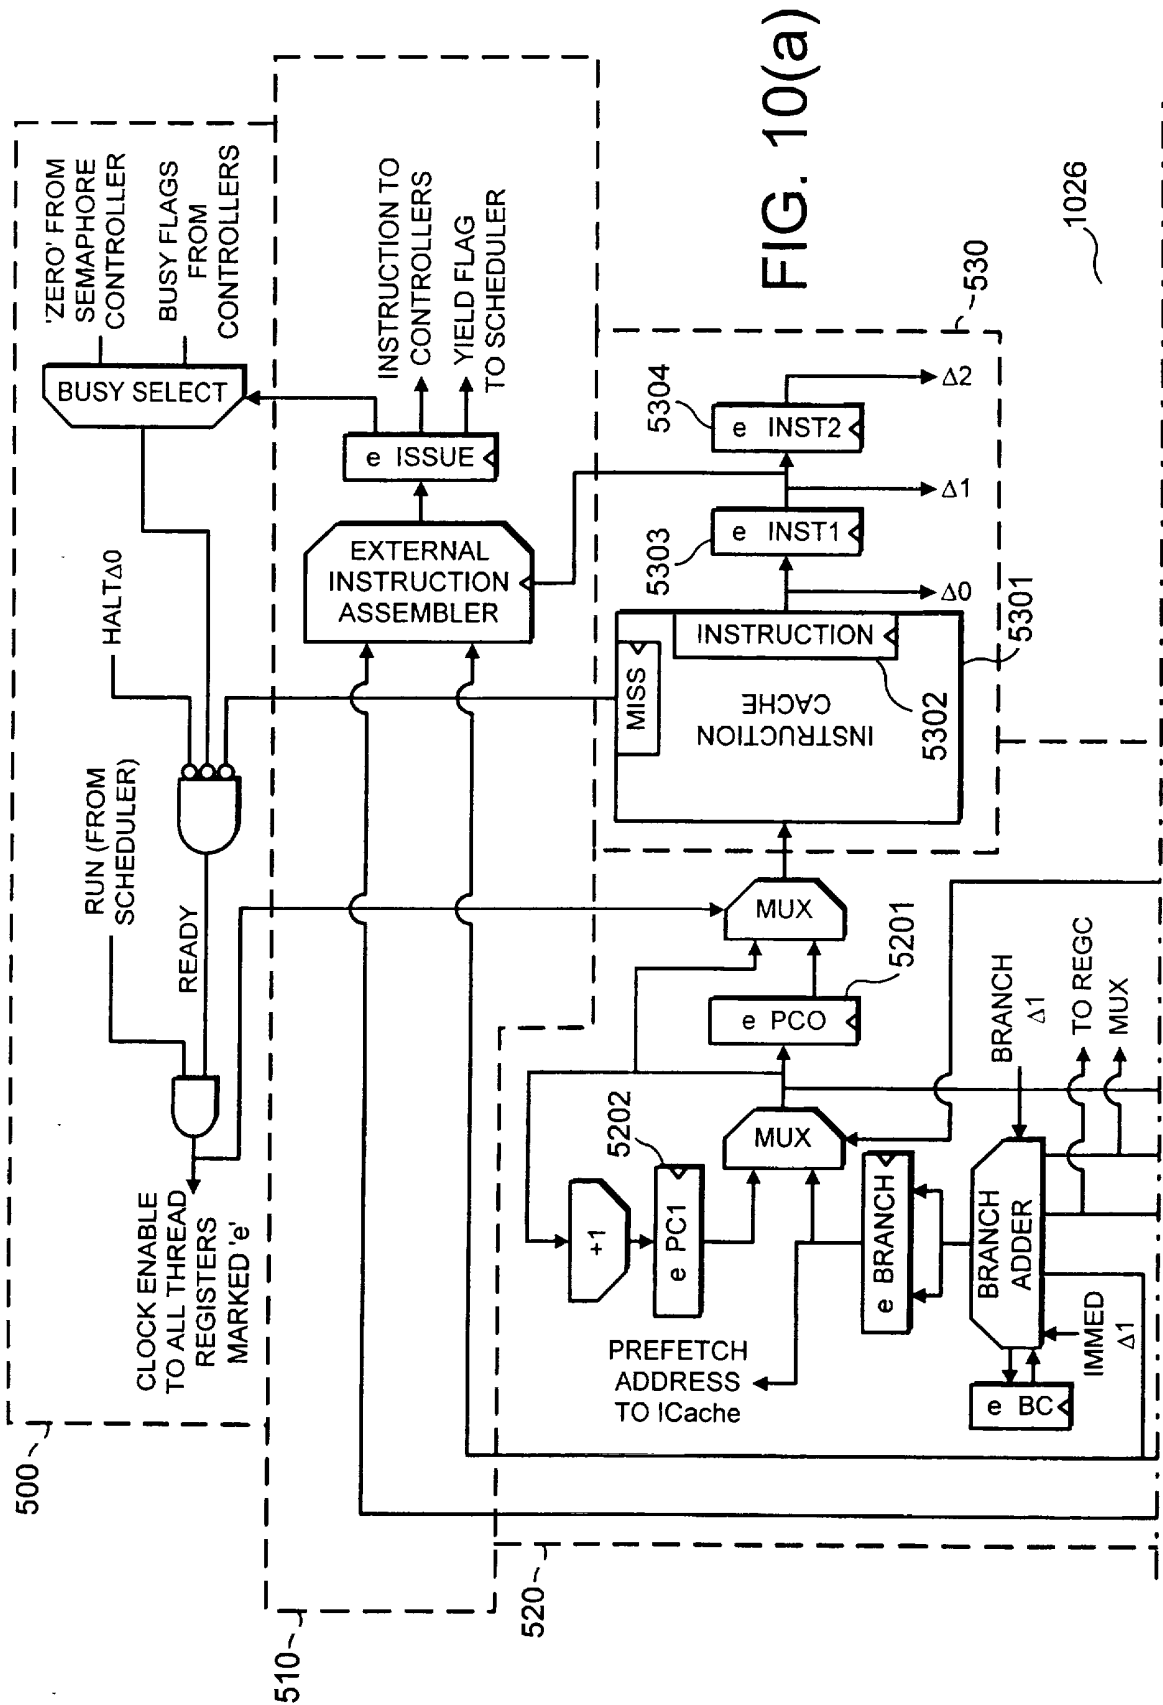 500
510
520
CLOCK ENABLE
TO ALL THREAD
REGISTERS
MARKED 'e'
RUN (FROM
SCHEDULER)
READY
HALTΔ0
BUSY SELECT
'ZERO' FROM
SEMAPHORE
CONTROLLER
BUSY FLAGS
FROM
CONTROLLERS
EXTERNAL
INSTRUCTION
ASSEMBLER
e ISSUE
INSTRUCTION TO
CONTROLLERS
YIELD FLAG
TO SCHEDULER
PREFETCH
ADDRESS
TO ICache
+1
e PC1
5202
MUX
e PCO
5201
MUX
MISS
INSTRUCTION
INSTRUCTION
CACHE
5302
5301
5303
e INST1
5304
e INST2
Δ0
Δ1
Δ2
530
e BRANCH
e BC
BRANCH
ADDER
IMMED
Δ1
BRANCH
Δ1
TO REGC
MUX
1026
FIG. 10(a)